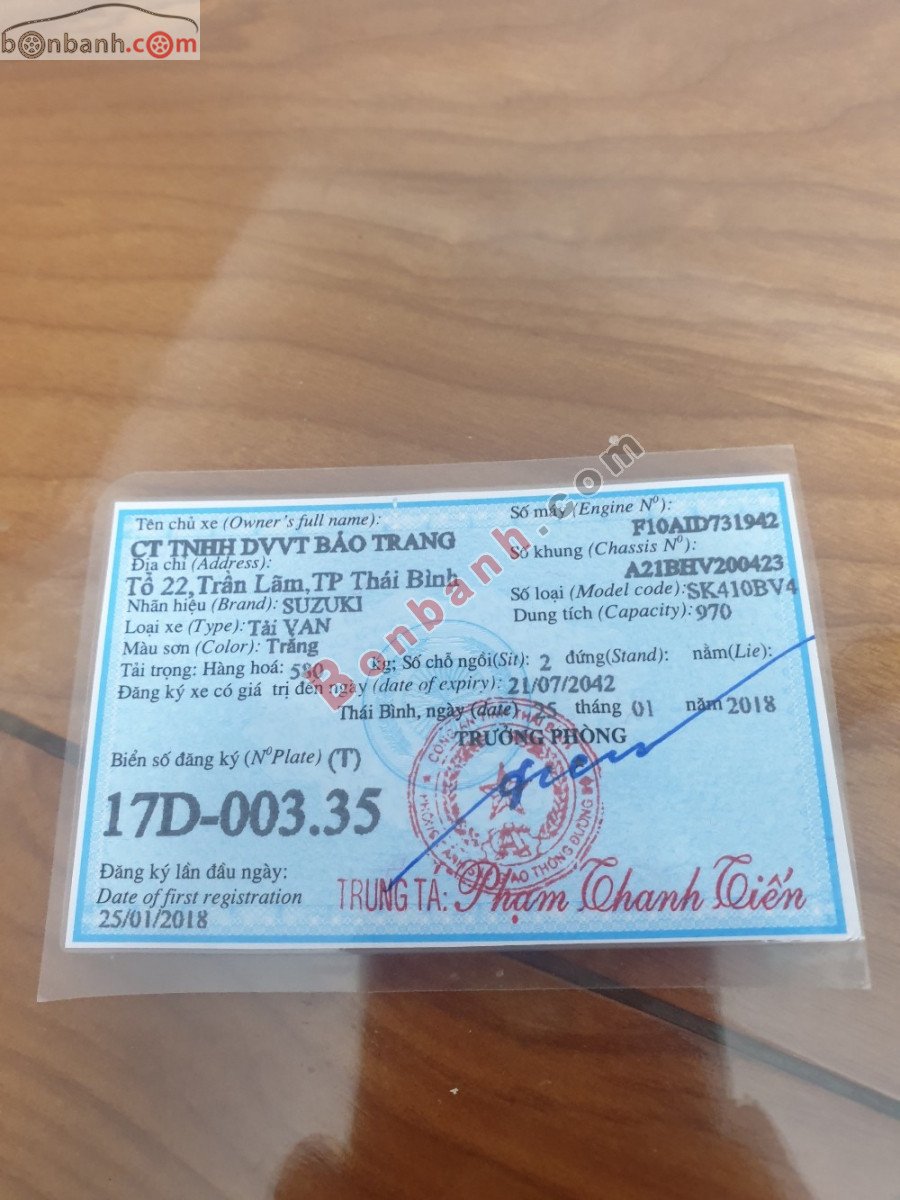 bonbanh.com
Tên chủ xe (Owner's full name):
CT TNHH DVVT BẢO TRANG
Địa chỉ (Address):
Tổ 22,Trần Lãm,TP Thái Bình
Nhãn hiệu (Brand): SUZUKI
Loại xe (Type): Tải VAN
Màu sơn (Color): Trắng
Số máy (Engine Nº):
F10AID731942
Số khung (Chassis Nº):
A21BHV200423
Số loại (Model code): SK410BV4
Dung tích (Capacity): 970
Tải trọng: Hàng hoá: 580 kg; Số chỗ ngồi(Sit): 2 đứng(Stand): nằm(Lie):
Đăng ký xe có giá trị đến ngày (date of expiry): 21/07/2042
Thái Bình, ngày (date) 25 tháng 01 năm 2018
TRƯỞNG PHÒNG
Biển số đăng ký (NºPlate) (T)
17D-003.35
Đăng ký lần đầu ngày:
Date of first registration
25/01/2018
TRUNG TÁ: Phạm Thanh Tiến
Bonbanh.com